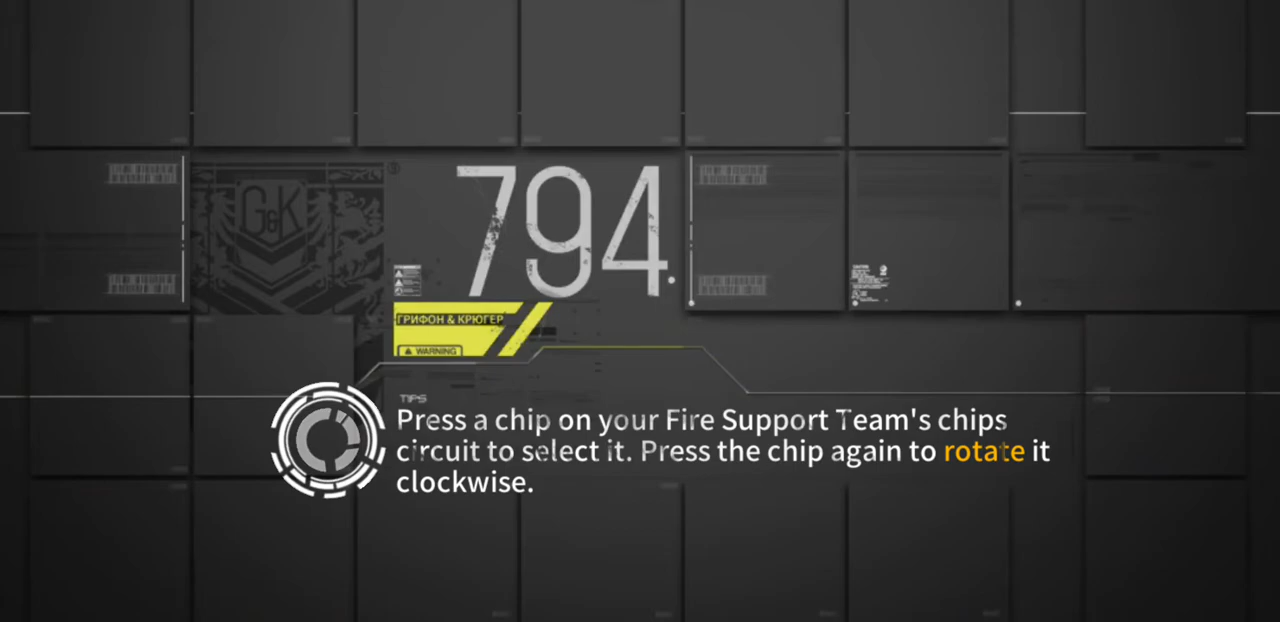 G&K
794.
ГРИФОН & КРЮГЕР
WARNING
TIPS
Press a chip on your Fire Support Team's chips
circuit to select it. Press the chip again to rotate it
clockwise.